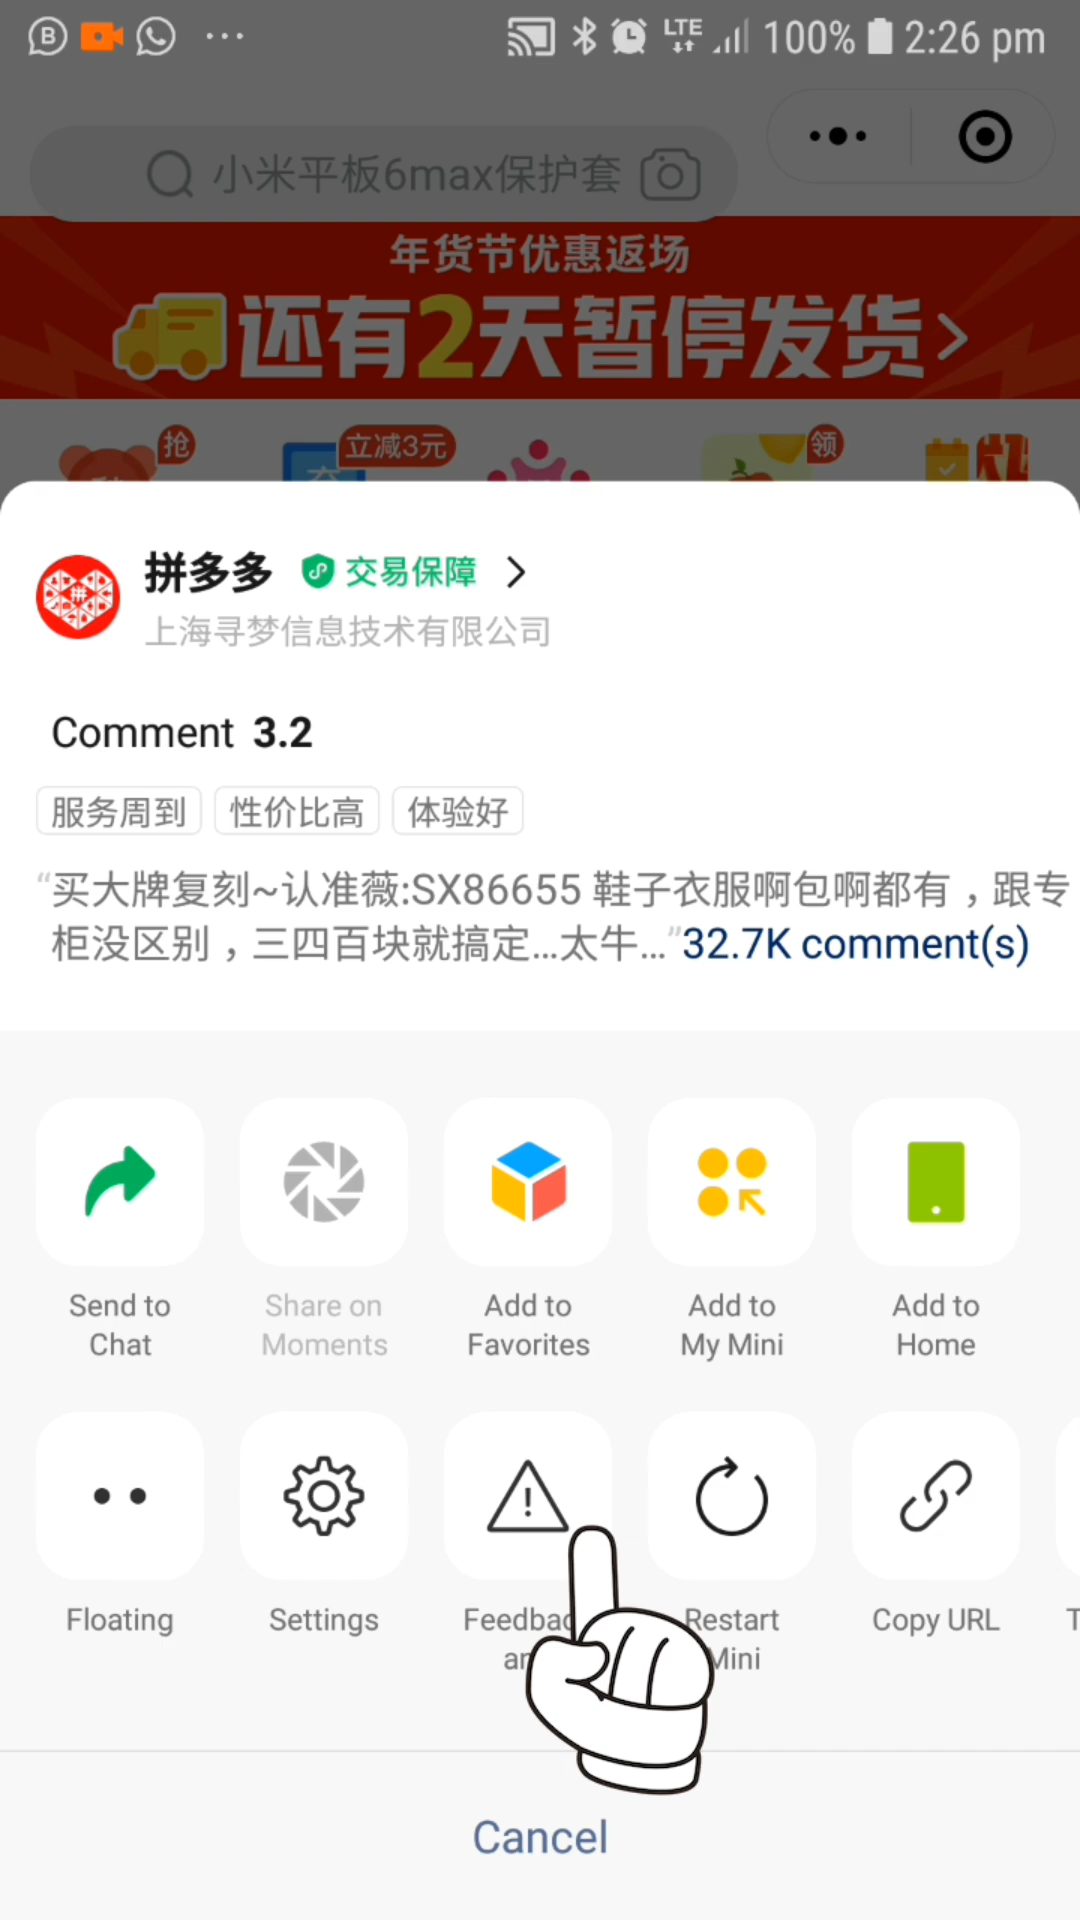 LTE 100% 2:26 pm
小米平板6max保护套
年货节优惠返场
还有2天暂停发货
抢
立减3元
领
拼多多 交易保障
上海寻梦信息技术有限公司
Comment 3.2
服务周到 性价比高 体验好
“买大牌复刻~认准薇:SX86655 鞋子衣服啊包啊都有，跟专
柜没区别，三四百块就搞定...太牛...”32.7K comment(s)
Send to
Chat
Share on
Moments
Add to
Favorites
Add to
My Mini
Add to
Home
Floating
Settings
Feedbac
an
Restart
Mini
Copy URL
T
Cancel